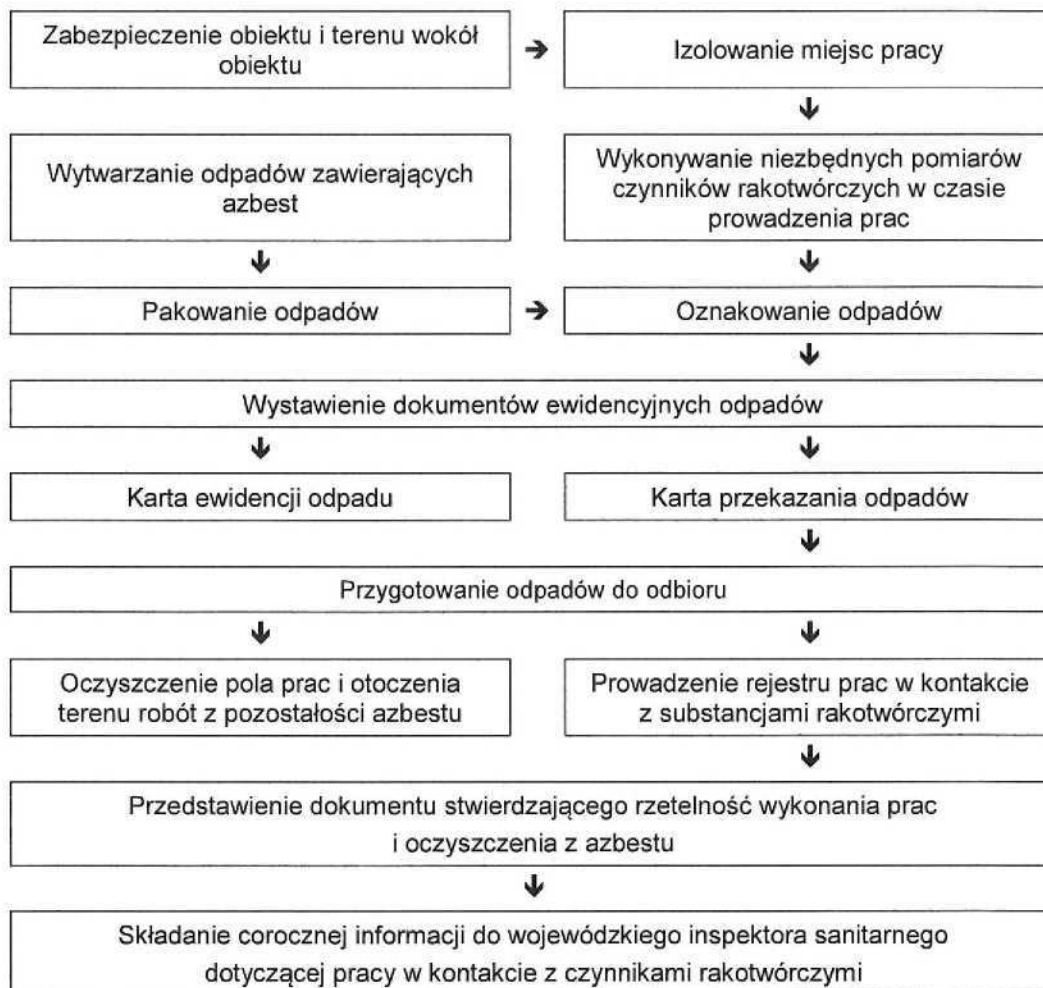 Zabezpieczenie obiektu i terenu wokół
obiektu
Izolowanie miejsc pracy
Wytwarzanie odpadów zawierających
azbest
Wykonywanie niezbędnych pomiarów
czynników rakotwórczych w czasie
prowadzenia prac
Pakowanie odpadów
Oznakowanie odpadów
Wystawienie dokumentów ewidencyjnych odpadów
Karta ewidencji odpadu
Karta przekazania odpadów
Przygotowanie odpadów do odbioru
Oczyszczenie pola prac i otoczenia
terenu robót z pozostałości azbestu
Prowadzenie rejestru prac w kontakcie
z substancjami rakotwórczymi
Przedstawienie dokumentu stwierdzającego rzetelność wykonania prac
i oczyszczenia z azbestu
Składanie corocznej informacji do wojewódzkiego inspektora sanitarnego
dotyczącej pracy w kontakcie z czynnikami rakotwórczymi